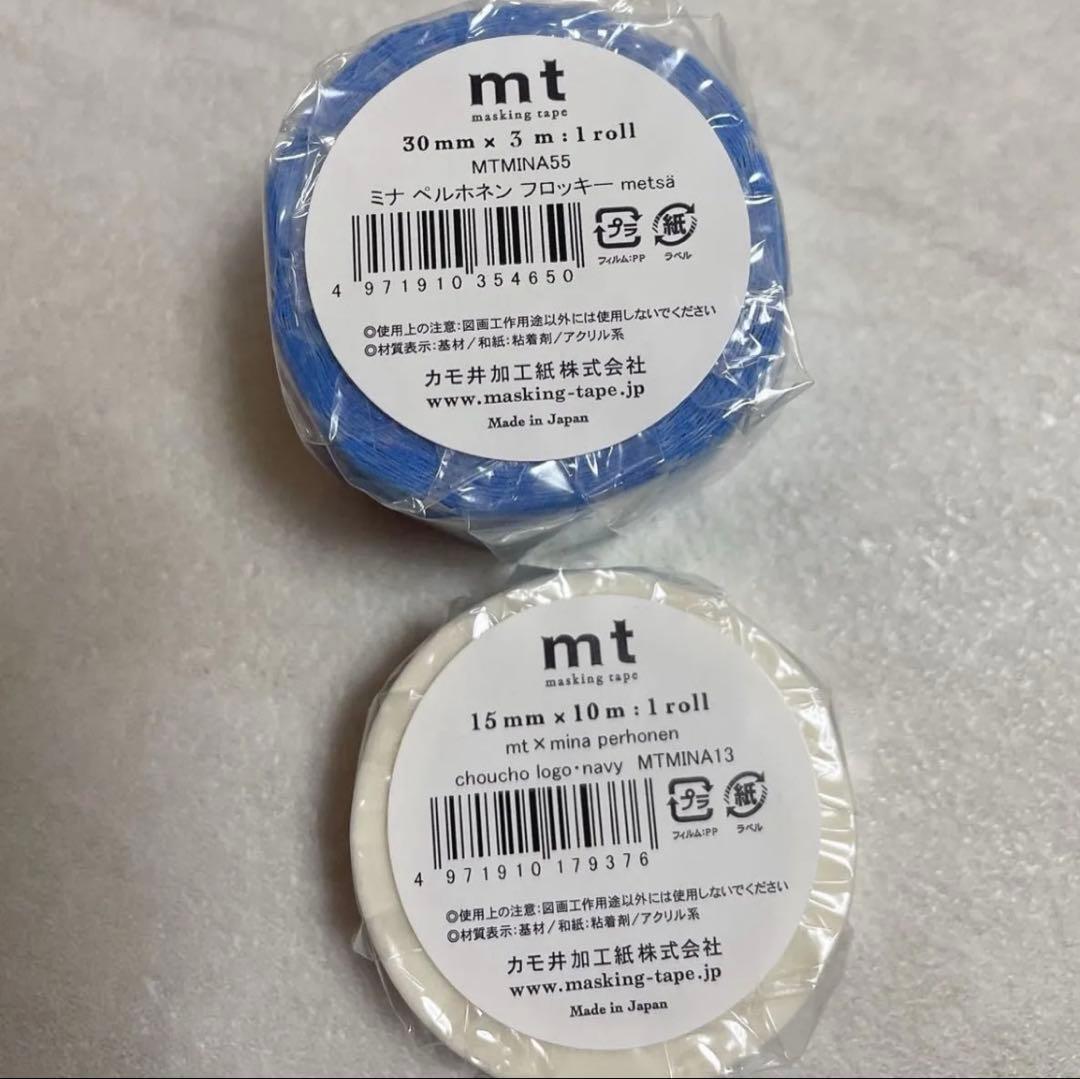 mt
masking tape
30mm × 3 m : 1 roll
MTMINA55
ミナ ペルホネン フロッキー metsä
プラ
紙
フィルム:PP
ラベル
4 971910 354650
◎使用上の注意:図画工作用途以外には使用しないでください
◎材質表示:基材/和紙:粘着剤/アクリル系
カモ井加工紙株式会社
www.masking-tape.jp
Made in Japan
mt
masking tape
15mm × 10m : 1 roll
mt×mina perhonen
choucho logo・navy MTMINA13
プラ
紙
フィルム:PP
ラベル
4 971910 179376
◎使用上の注意:図画工作用途以外には使用しないでください
◎材質表示:基材/和紙:粘着剤/アクリル系
カモ井加工紙株式会社
www.masking-tape.jp
Made in Japan